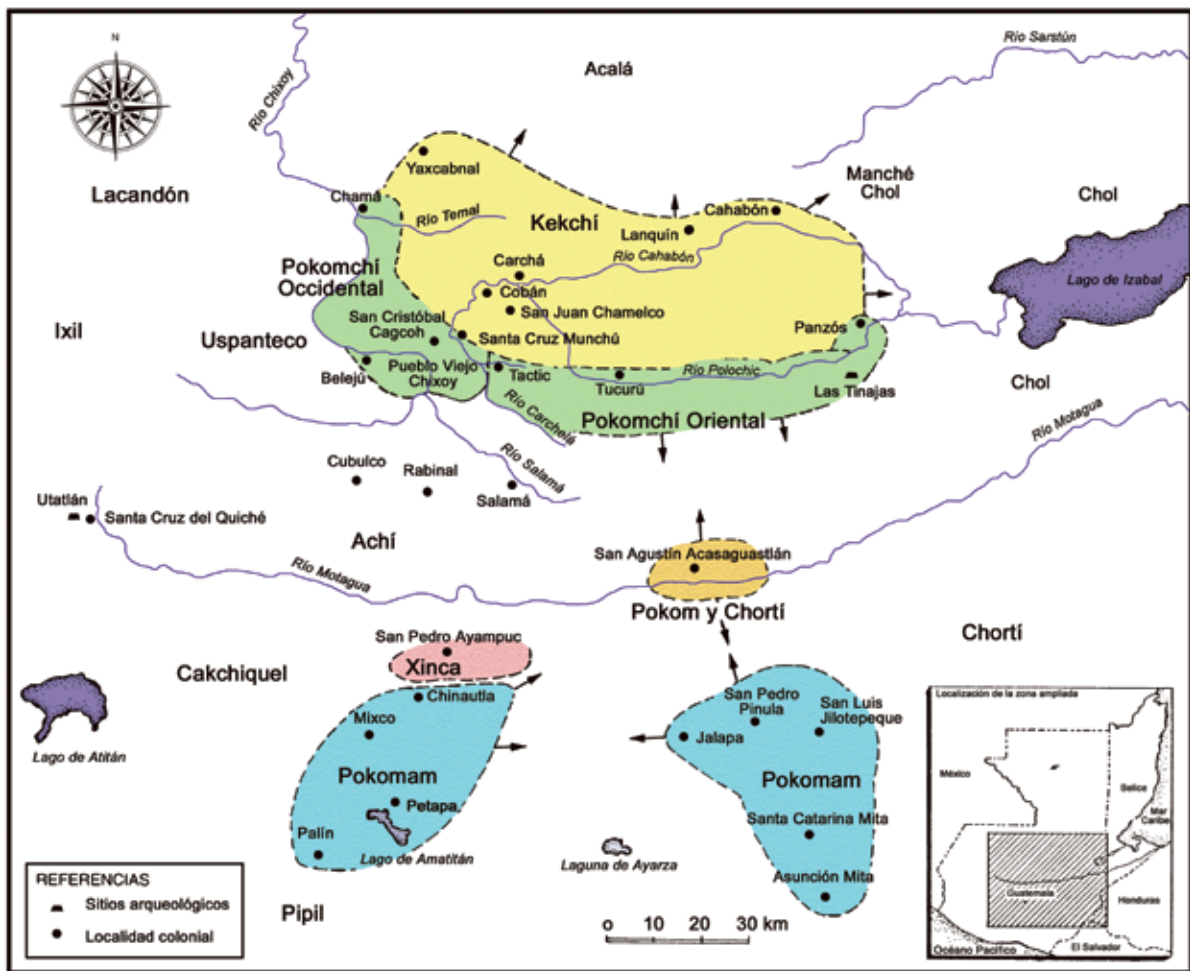 N
Río Chixoy
Acalá
Río Sarstún
Yaxcabnal
Lacandón
Chamá
Río Temal
Kekchí
Cahabón
Manché
Chol
Chol
Lanquín
Río Cahabón
Pokomchí
Occidental
Carchá
Cobán
San Juan Chamelco
Lago de Izabal
Ixil
San Cristóbal
Cagcoh
Uspanteco
Santa Cruz Munchú
Panzós
Belejú
Pueblo Viejo
Chixoy
Tactic
Tucurú
Río Polochic
Las Tinajas
Chol
Río Carchelá
Pokomchí Oriental
Río Motagua
Río Salamá
Cubulco
Rabinal
Salamá
Utatlán
Santa Cruz del Quiché
Achí
San Agustín Acasaguastlán
Río Motagua
Pokom y Chortí
Chortí
San Pedro Ayampuc
Xinca
Cakchiquel
Chinautla
Mixco
San Pedro
Pinula
San Luis
Jilotepeque
Jalapa
Lago de Atitán
Pokomam
Pokomam
Petapa
Santa Catarina Mita
Palín
Lago de Amatitán
Laguna de Ayarza
Asunción Mita
Pipil
0 10 20 30 km
REFERENCIAS
Sitios arqueológicos
Localidad colonial
Localización de la zona ampliada
México
Belice
Mar
Caribe
Guatemala
Honduras
El Salvador
Océano Pacífico